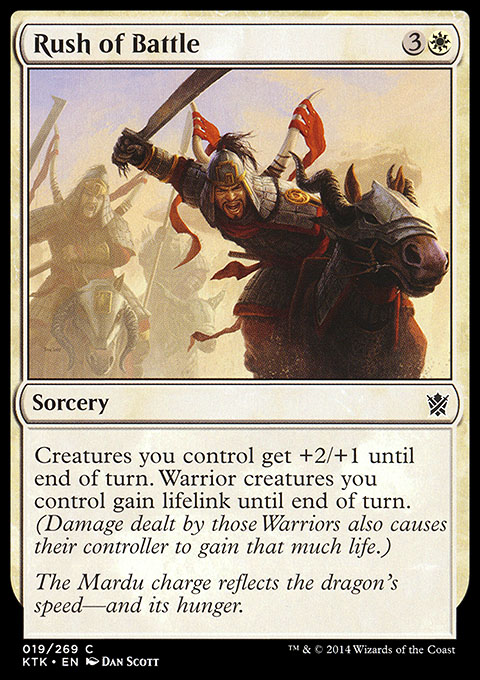 Rush of Battle 3
Sorcery
Creatures you control get +2/+1 until
end of turn. Warrior creatures you
control gain lifelink until end of turn.
(Damage dealt by those Warriors also causes
their controller to gain that much life.)
The Mardu charge reflects the dragon's
speed—and its hunger.
019/269 C
KTK • EN Dan Scott
™ & © 2014 Wizards of the Coast